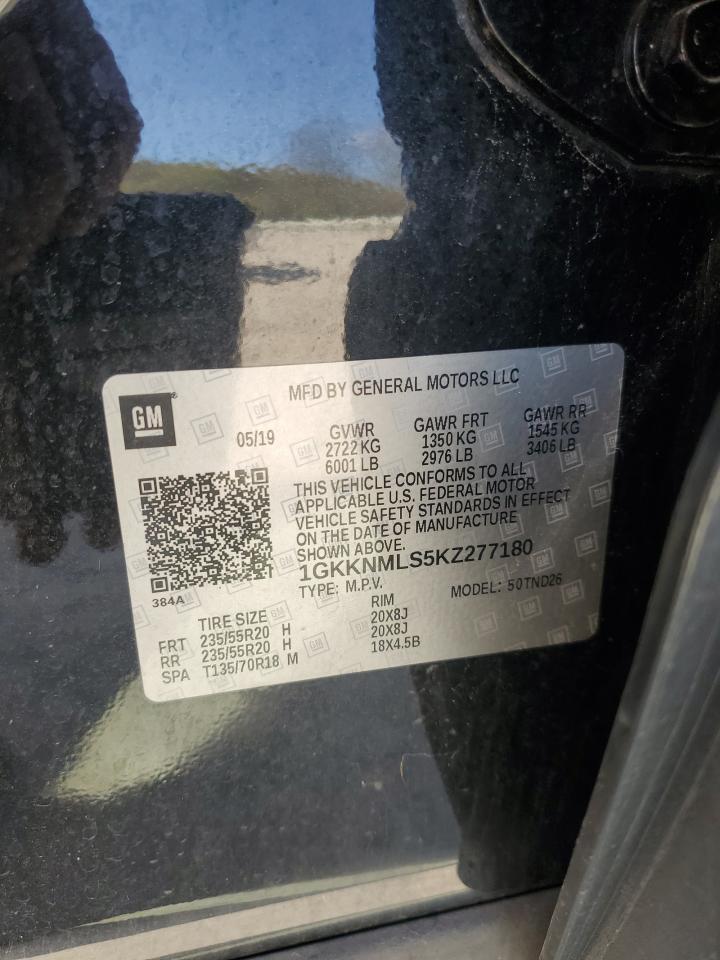 MFD BY GENERAL MOTORS LLC
GM
05/19
GVWR
2722 KG
6001 LB
GAWR FRT
1350 KG
2976 LB
GAWR RR
1545 KG
3406 LB
THIS VEHICLE CONFORMS TO ALL
APPLICABLE U.S. FEDERAL MOTOR
VEHICLE SAFETY STANDARDS IN EFFECT
ON THE DATE OF MANUFACTURE
SHOWN ABOVE.
1GKKNMLS5KZ277180
TYPE: M.P.V.
MODEL: 50TND26
384A
TIRE SIZE
RIM
FRT 235/55R20 H 20X8J
RR 235/55R20 H 20X8J
SPA T135/70R18 M 18X4.5B